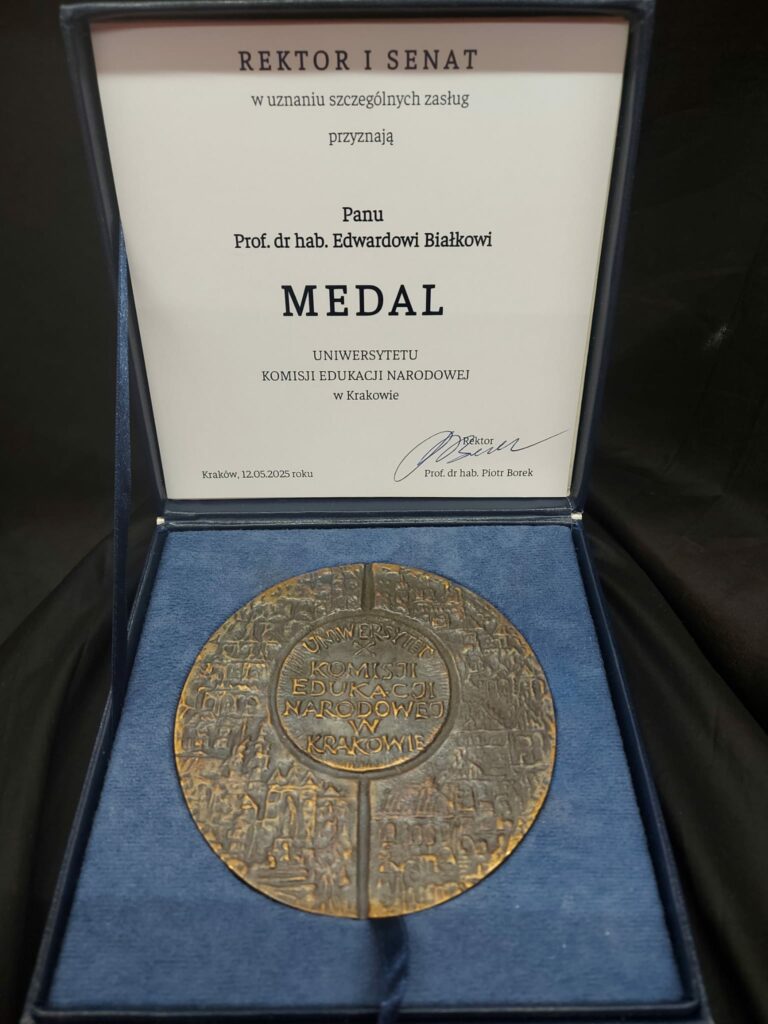 REKTOR I SENAT
w uznaniu szczególnych zasług
przyznają
Panu
Prof. dr hab. Edwardowi Białkowi
MEDAL
UNIWERSYTETU
KOMISJI EDUKACJI NARODOWEJ
w Krakowie
Rektor
Kraków, 12.05.2025 roku
Prof. dr hab. Piotr Borek
UNIWERSYTET
KOMISJI
EDUKACJI
NARODOWEJ
W
KRAKOWIE